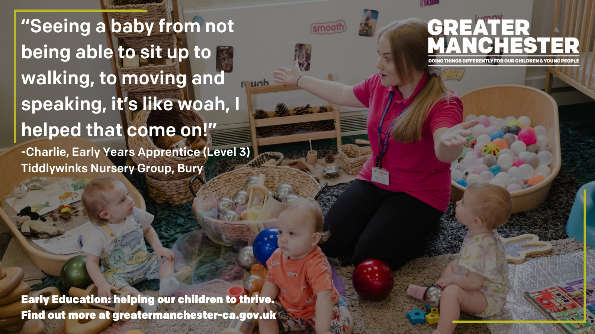 “Seeing a baby from not
being able to sit up to
walking, to moving and
speaking, it’s like woah, I
helped that come on!”
-Charlie, Early Years Apprentice (Level 3)
Tiddlywinks Nursery Group, Bury
GREATER
MANCHESTER
DOING THINGS DIFFERENTLY FOR OUR CHILDREN & YOUNG PEOPLE
smooth
bumpy
rough
Early Education: helping our children to thrive.
Find out more at greatermanchester-ca.gov.uk